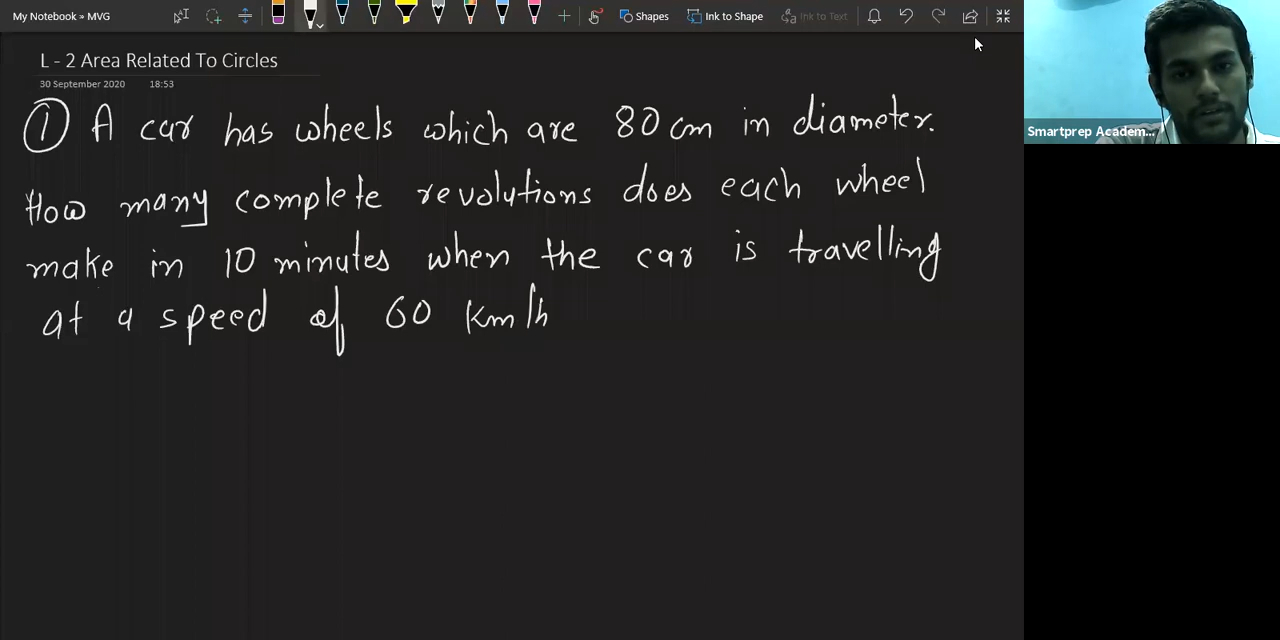 My Notebook » MVG
Shapes
Ink to Shape
Ink to Text
L - 2 Area Related To Circles
30 September 2020 18:53
① A car has wheels which are 80 cm in diameter.
How many complete revolutions does each wheel
make in 10 minutes when the car is travelling
at a speed of 60 km/h
Smartprep Academ...